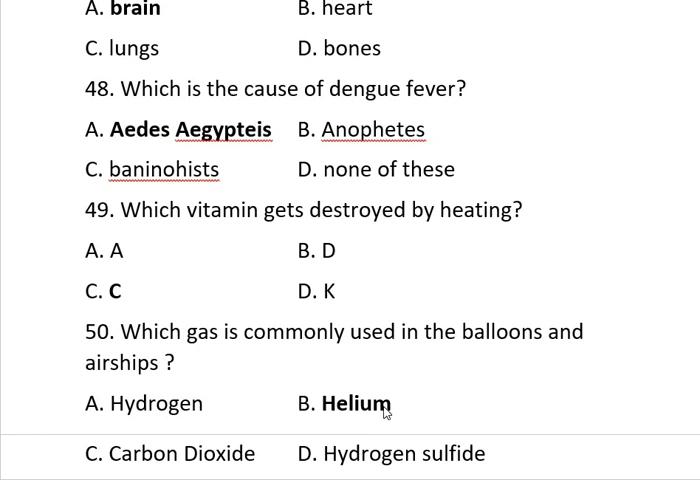 A. brain B. heart
C. lungs D. bones
48. Which is the cause of dengue fever?
A. Aedes Aegypteis B. Anophetes
C. baninohists D. none of these
49. Which vitamin gets destroyed by heating?
A. A B. D
C. C D. K
50. Which gas is commonly used in the balloons and
airships ?
A. Hydrogen B. Helium
C. Carbon Dioxide D. Hydrogen sulfide